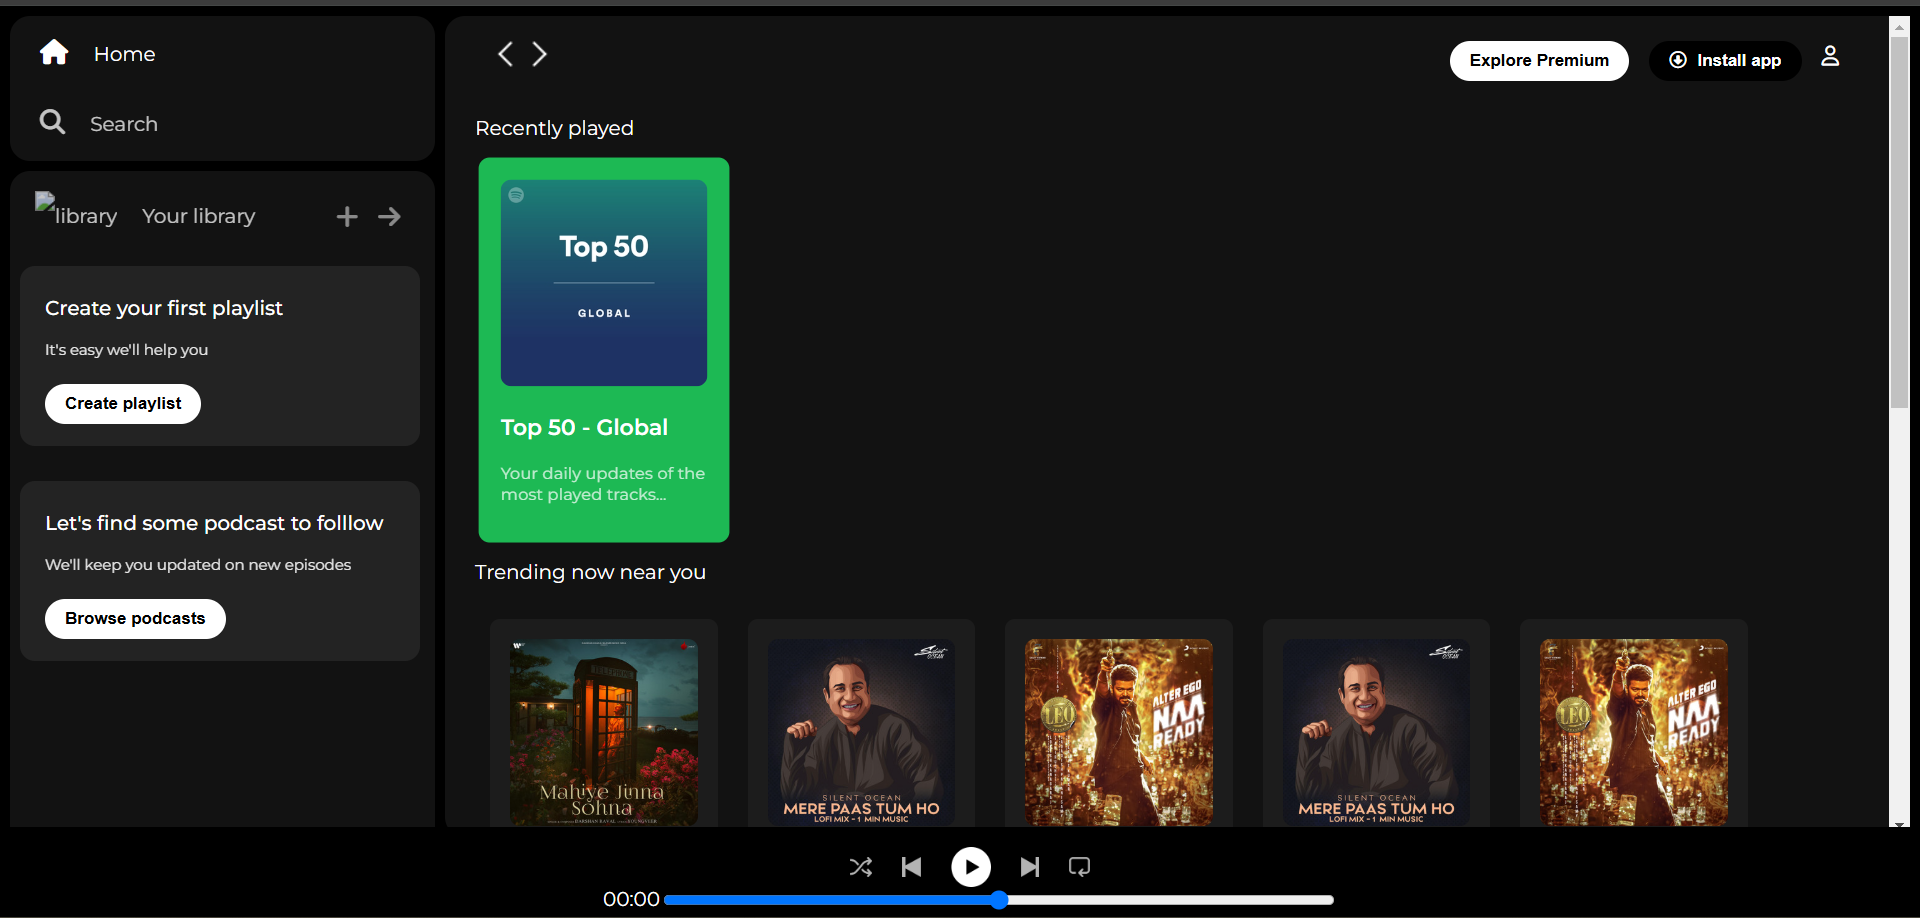 Home
Search
library
Your library
Create your first playlist
It's easy we'll help you
Create playlist
Let's find some podcast to folllow
We'll keep you updated on new episodes
Browse podcasts
Explore Premium
Install app
Recently played
Top 50
GLOBAL
Top 50 - Global
Your daily updates of the
most played tracks...
Trending now near you
Mahiye Jinna
Sohna
Silent
OCEAN
SILENT OCEAN
MERE PAAS TUM HO
LOFI MIX - 1 MIN MUSIC
ALTER EGO
NAA
READY
LEO
Silent
OCEAN
SILENT OCEAN
MERE PAAS TUM HO
LOFI MIX - 1 MIN MUSIC
ALTER EGO
NAA
READY
LEO
00:00